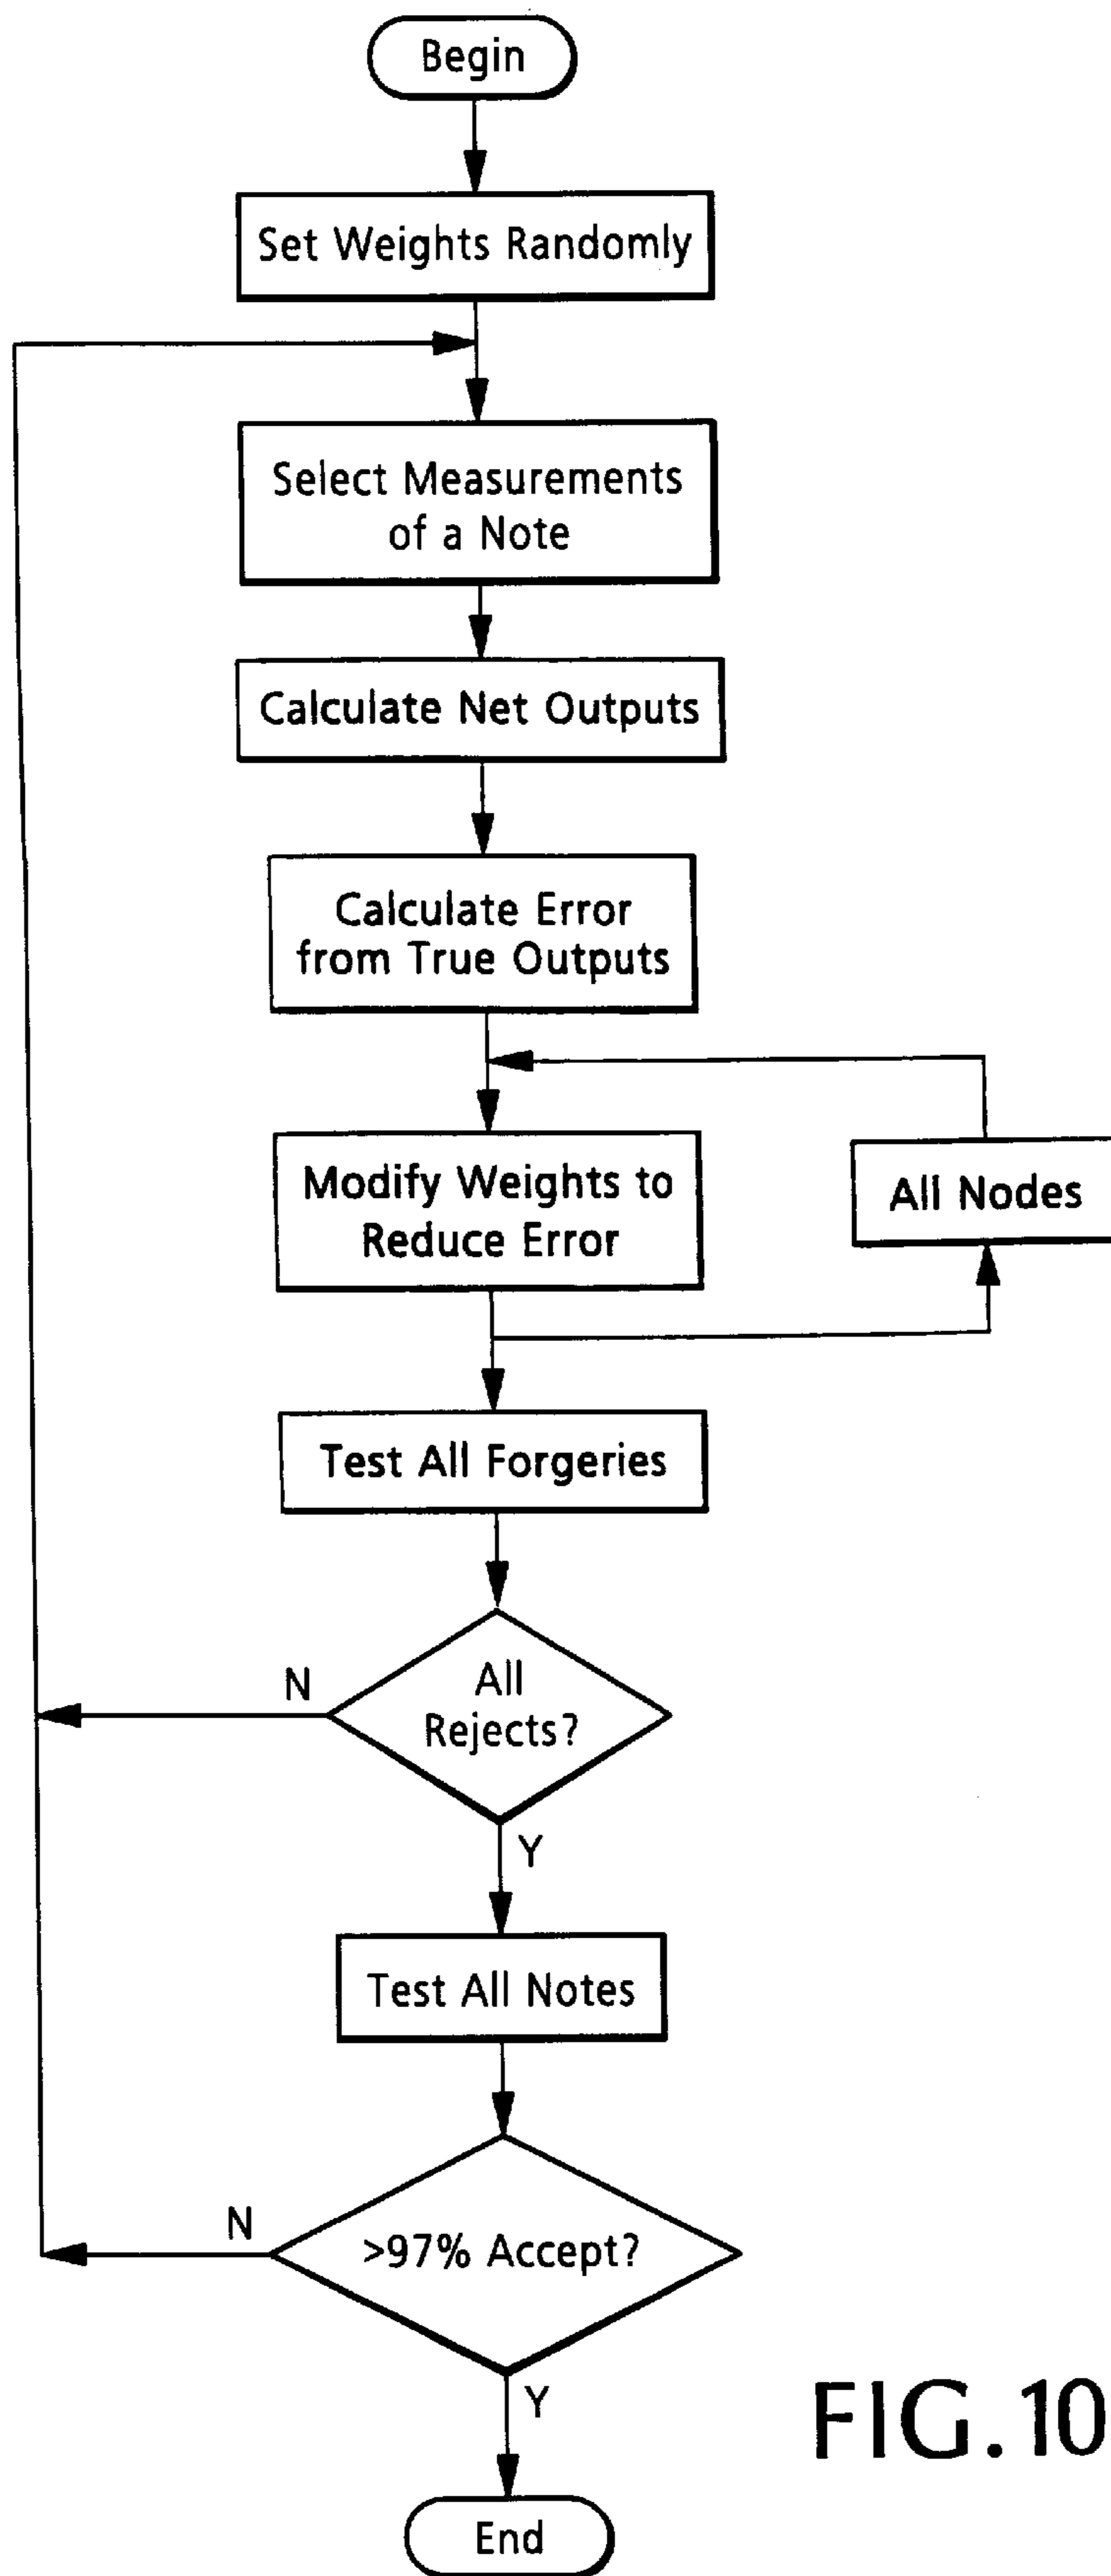 Begin
Set Weights Randomly
Select Measurements
of a Note
Calculate Net Outputs
Calculate Error
from True Outputs
Modify Weights to
Reduce Error
All Nodes
Test All Forgeries
All
Rejects?
N
Y
Test All Notes
>97% Accept?
N
Y
End
FIG.10